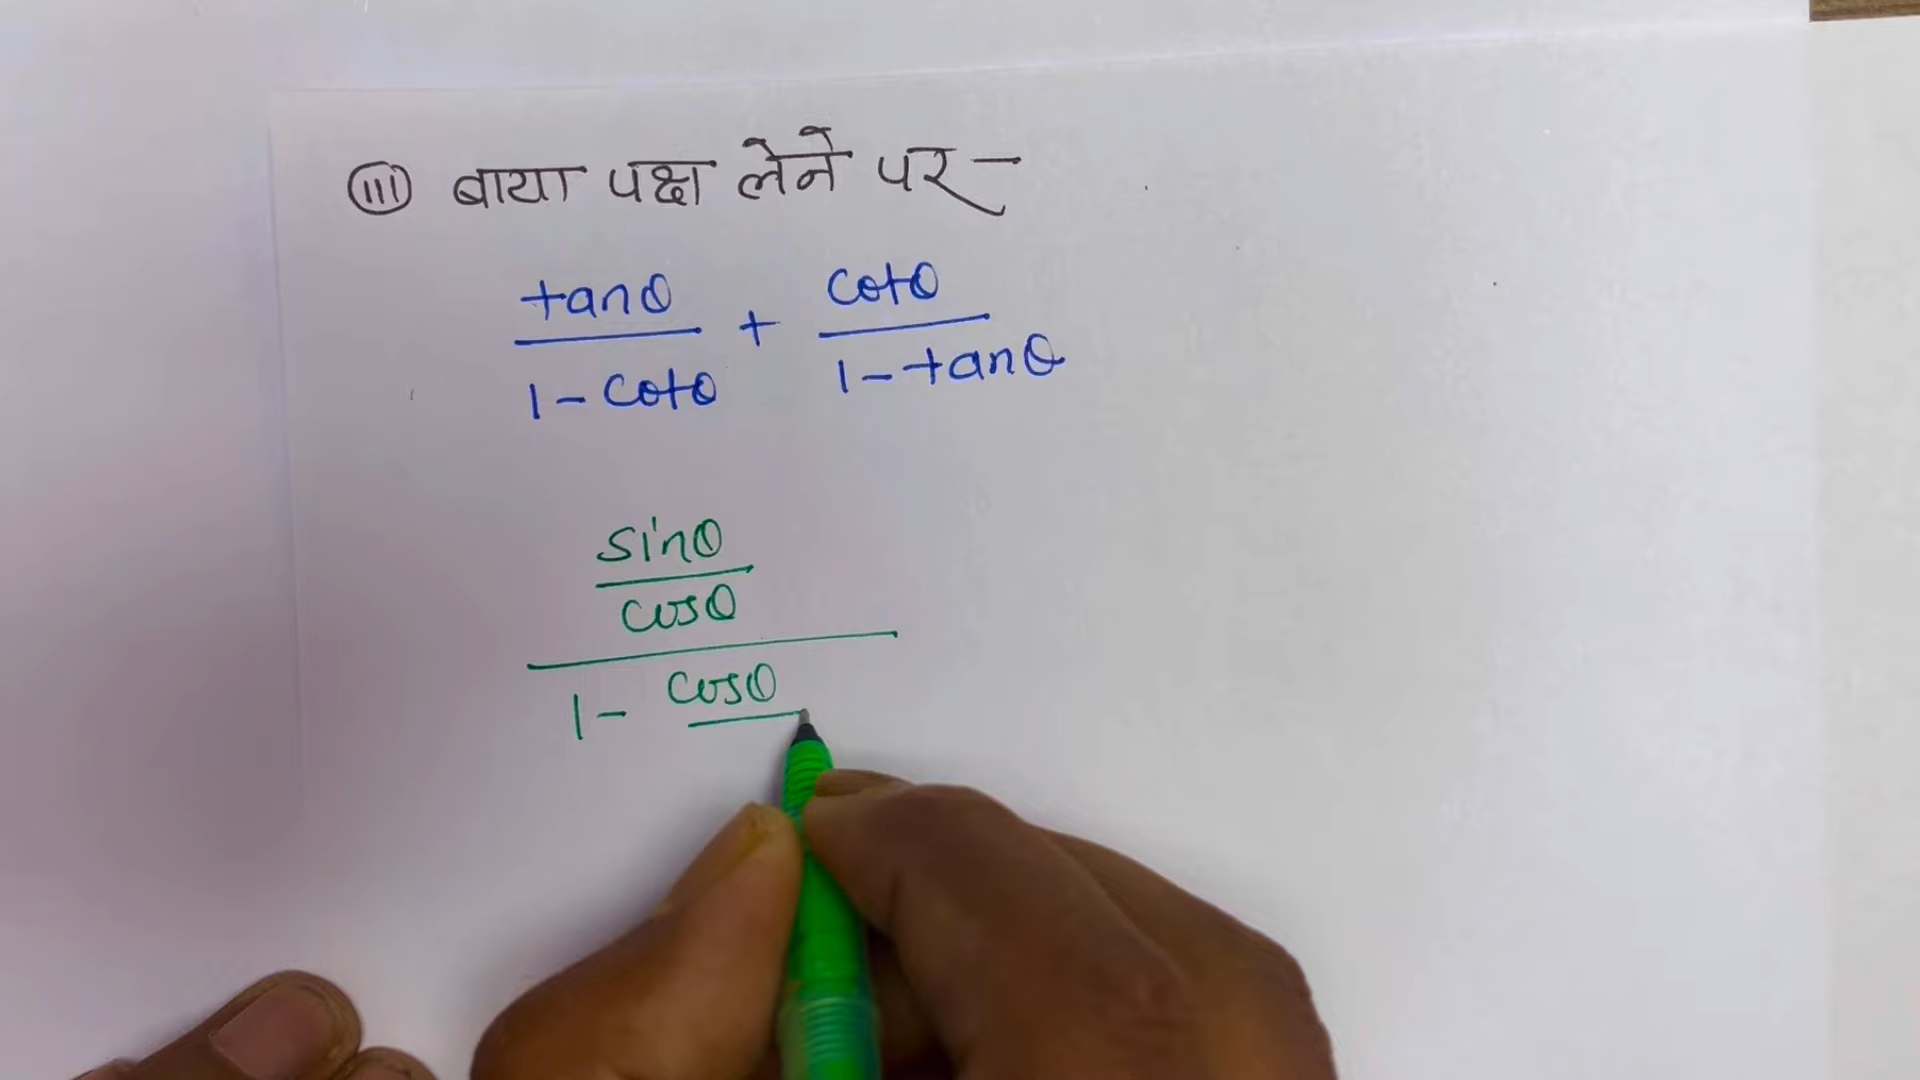 (iii) बाया पक्ष लेने पर –
tanθ/1 - cotθ + cotθ/1 - tanθ
sinθ/cosθ
1 - cosθ